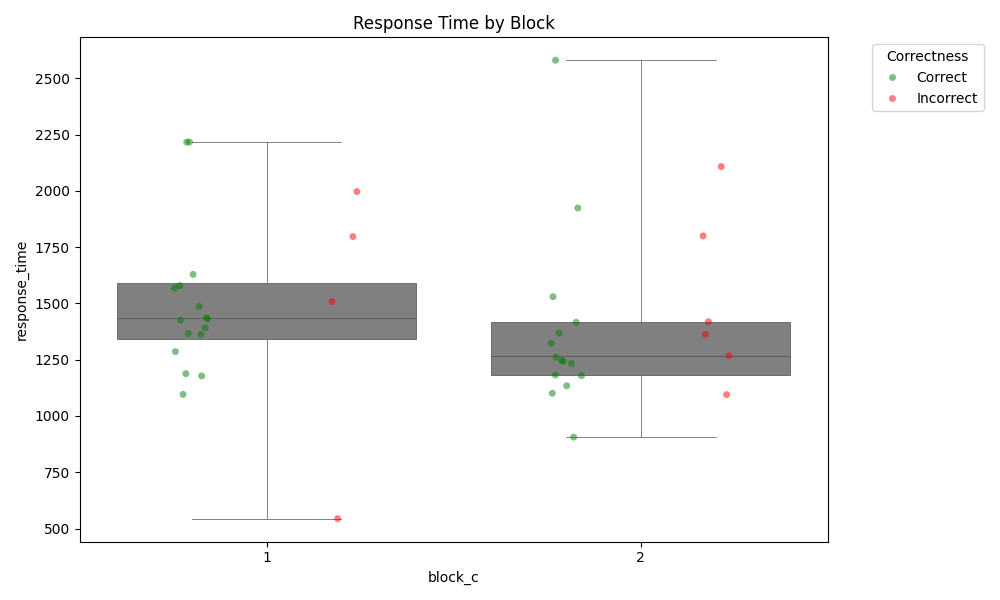 Response Time by Block
Correctness
Correct
Incorrect
response_time
2500
2250
2000
1750
1500
1250
1000
750
500
1
2
block_c